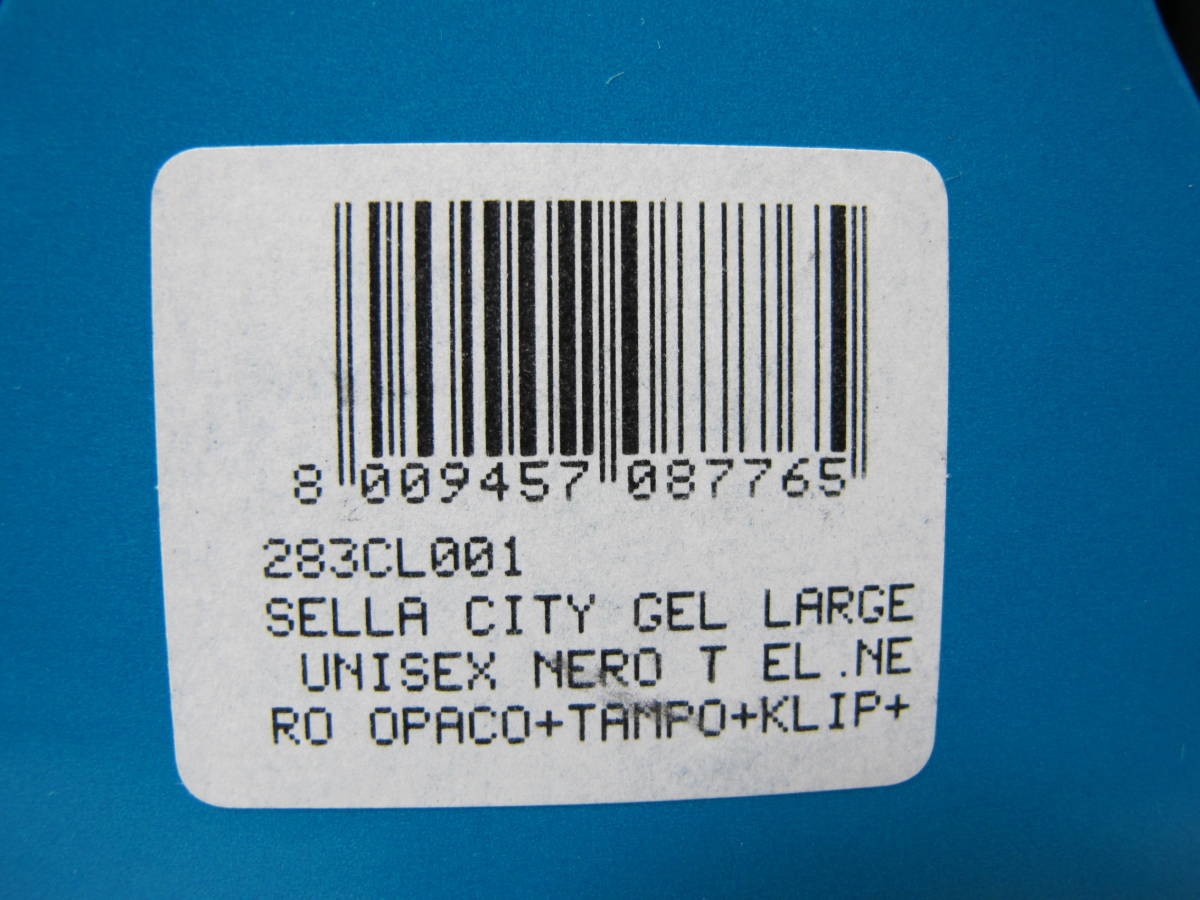 8 009457 087765
283CL001
SELLA CITY GEL LARGE
UNISEX NERO T EL.NE
RO OPACO+TAMPO+KLIP+